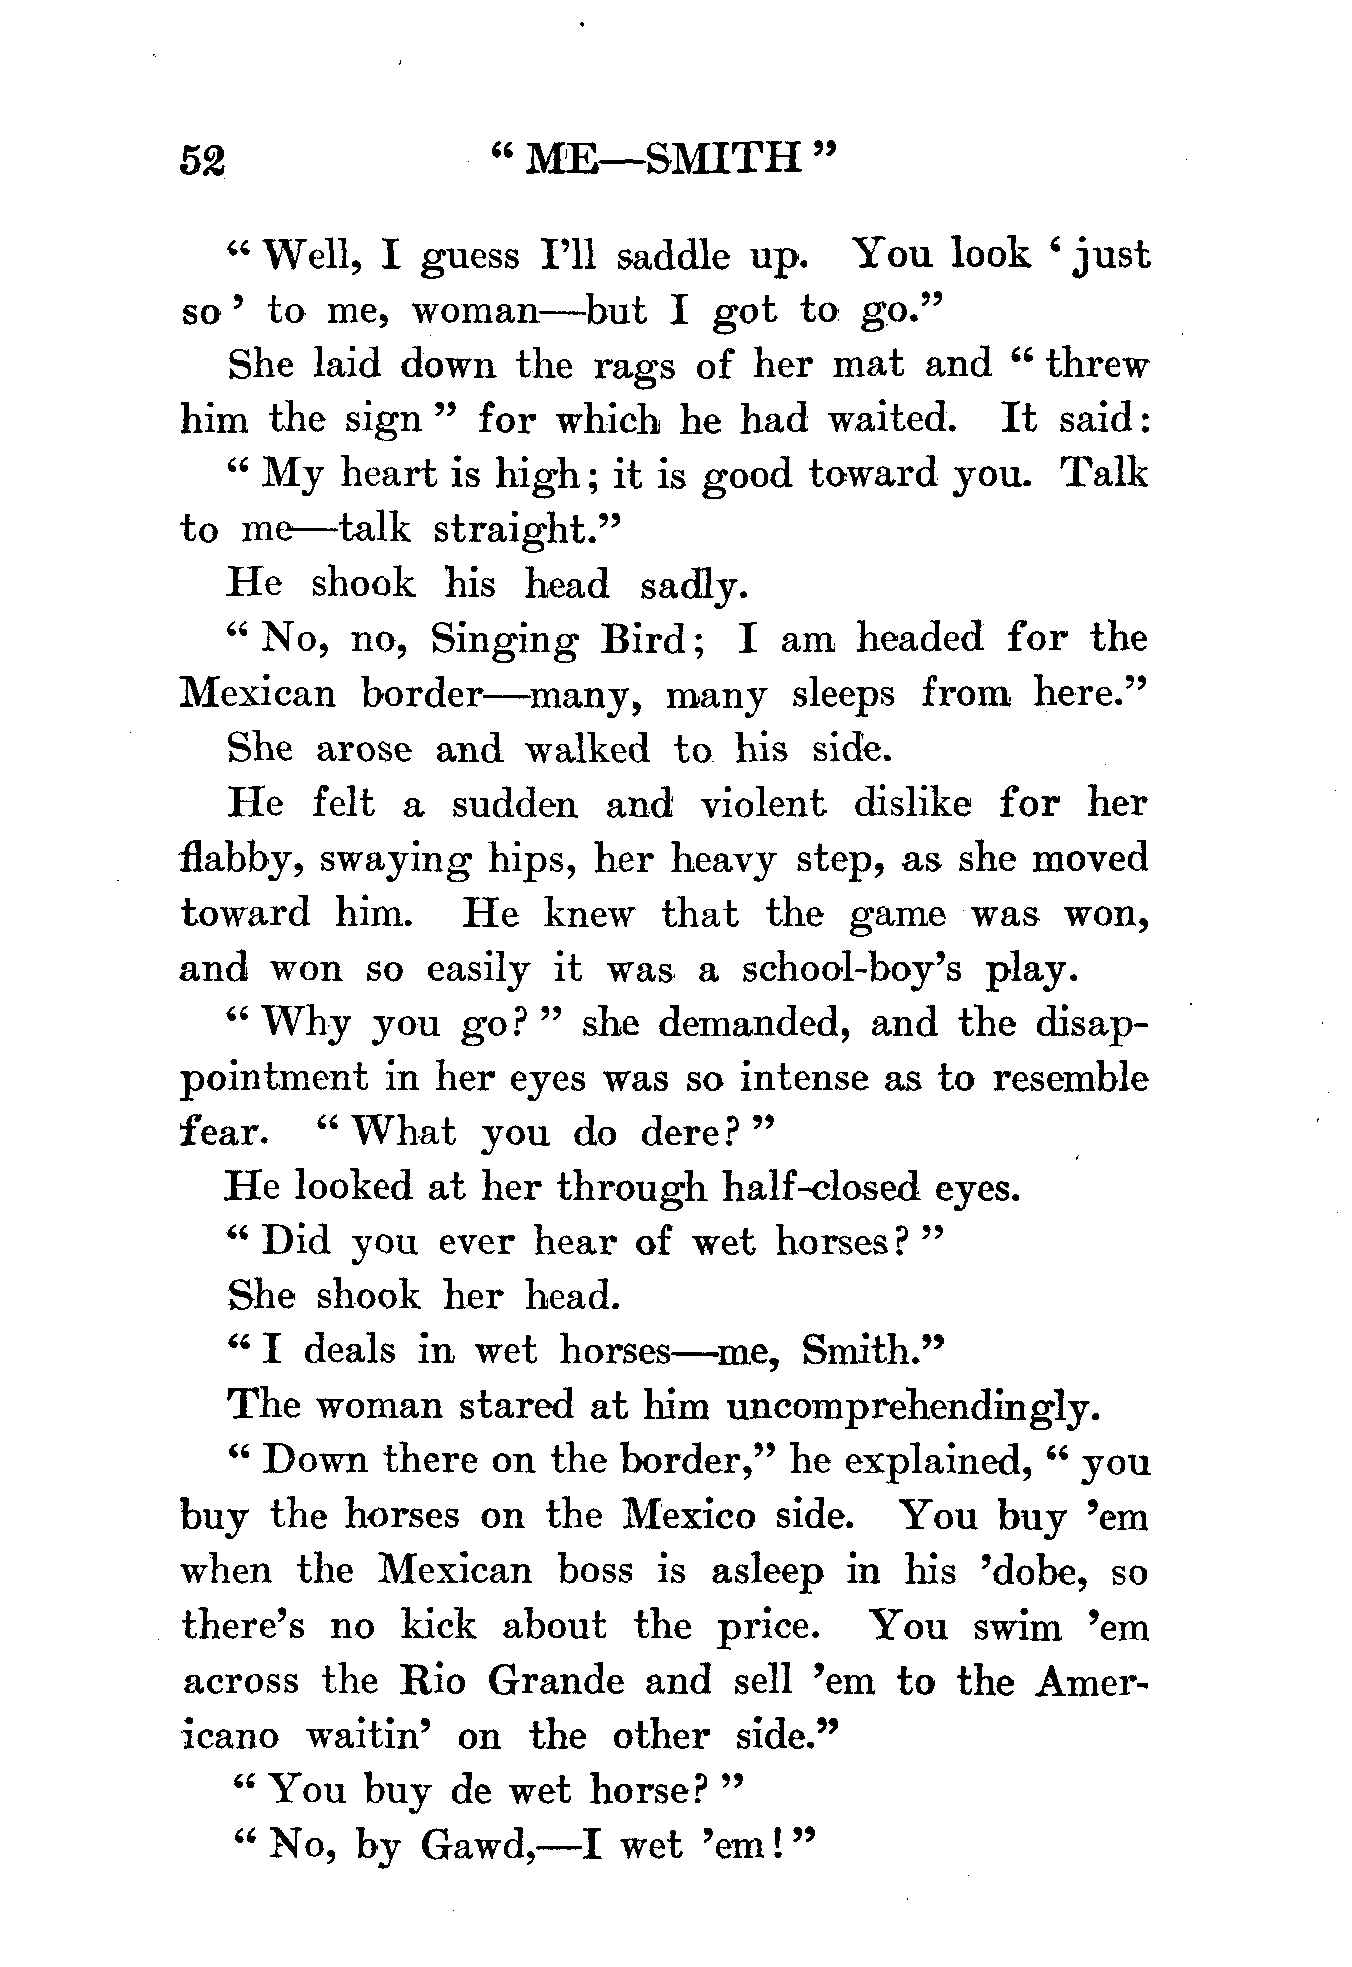 52 “ ME—SMITH ”
“ Well, I guess I’ll saddle up. You look ‘ just
so ’ to me, woman—but I got to go.”
She laid down the rags of her mat and “ threw
him the sign ” for which he had waited. It said:
“ My heart is high; it is good toward you. Talk
to me—talk straight.”
He shook his head sadly.
“ No, no, Singing Bird; I am headed for the
Mexican border—many, many sleeps from here.”
She arose and walked to his side.
He felt a sudden and violent dislike for her
flabby, swaying hips, her heavy step, as she moved
toward him. He knew that the game was won,
and won so easily it was a school-boy’s play.
“ Why you go? ” she demanded, and the disap-
pointment in her eyes was so intense as to resemble
fear. “ What you do dere? ”
He looked at her through half-closed eyes.
“ Did you ever hear of wet horses? ”
She shook her head.
“ I deals in wet horses—me, Smith.”
The woman stared at him uncomprehendingly.
“ Down there on the border,” he explained, “ you
buy the horses on the Mexico side. You buy ’em
when the Mexican boss is asleep in his ’dobe, so
there’s no kick about the price. You swim ’em
across the Rio Grande and sell ’em to the Amer-
icano waitin’ on the other side.”
“ You buy de wet horse? ”
“ No, by Gawd,—I wet ’em! ”